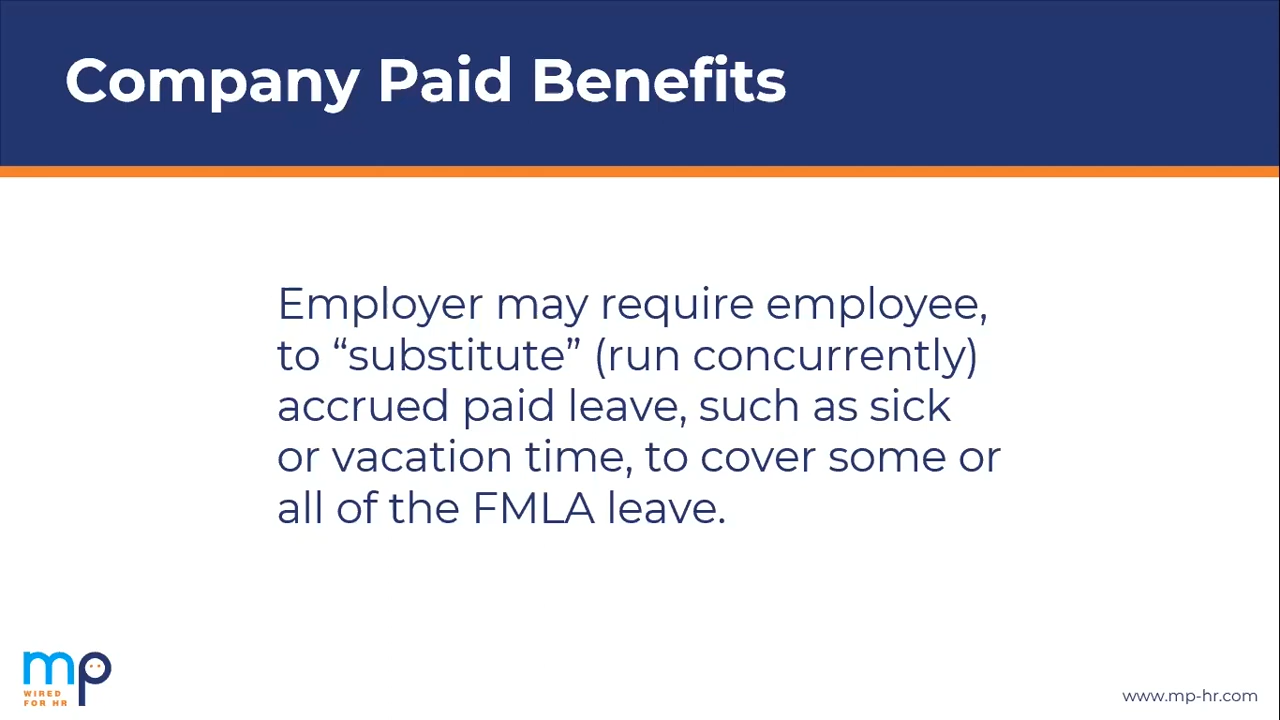 Company Paid Benefits
Employer may require employee,
to “substitute” (run concurrently)
accrued paid leave, such as sick
or vacation time, to cover some or
all of the FMLA leave.
mp
WIRED
FOR HR
www.mp-hr.com